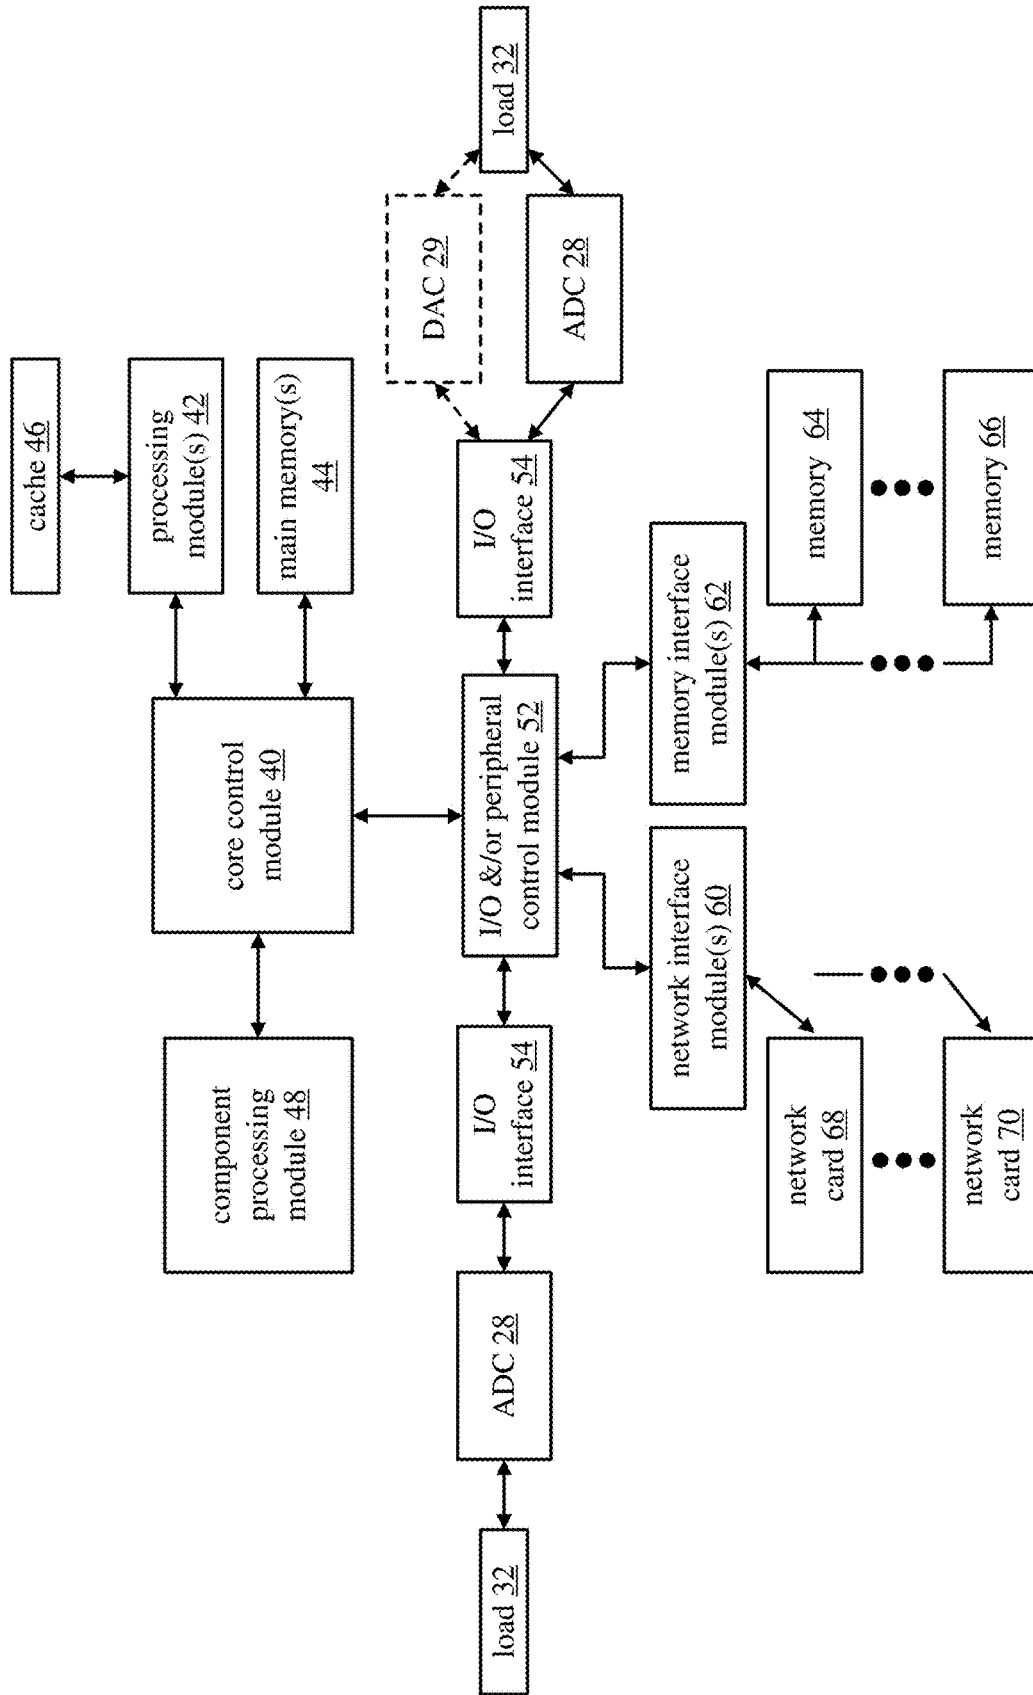 cache 46
processing
module(s) 42
component
processing
module 48
core control
module 40
main memory(s)
44
DAC 29
load 32
ADC 28
I/O
interface 54
I/O &/or peripheral
control module 52
I/O
interface 54
load 32
ADC 28
network interface
module(s) 60
memory interface
module(s) 62
network
card 68
memory 64
network
card 70
memory 66